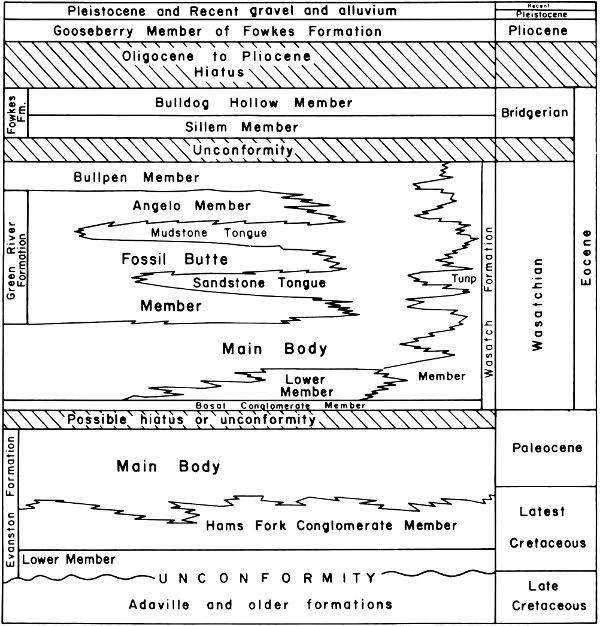 Pleistocene and Recent gravel and alluvium
Recent
Pleistocene
Gooseberry Member of Fowkes Formation
Pliocene
Oligocene to Pliocene
Hiatus
Fowkes
Fm.
Bulldog Hollow Member
Sillem Member
Bridgerian
Unconformity
Bullpen Member
Green River
Formation
Angelo Member
Mudstone Tongue
Fossil Butte
Sandstone Tongue
Member
Main Body
Lower
Member
Tunp
Member
Wasatch Formation
Wasatchian
Eocene
Basal Conglomerate Member
Possible hiatus or unconformity
Evanston Formation
Main Body
Paleocene
Hams Fork Conglomerate Member
Latest
Cretaceous
Lower Member
UNCONFORMITY
Adaville and older formations
Late
Cretaceous